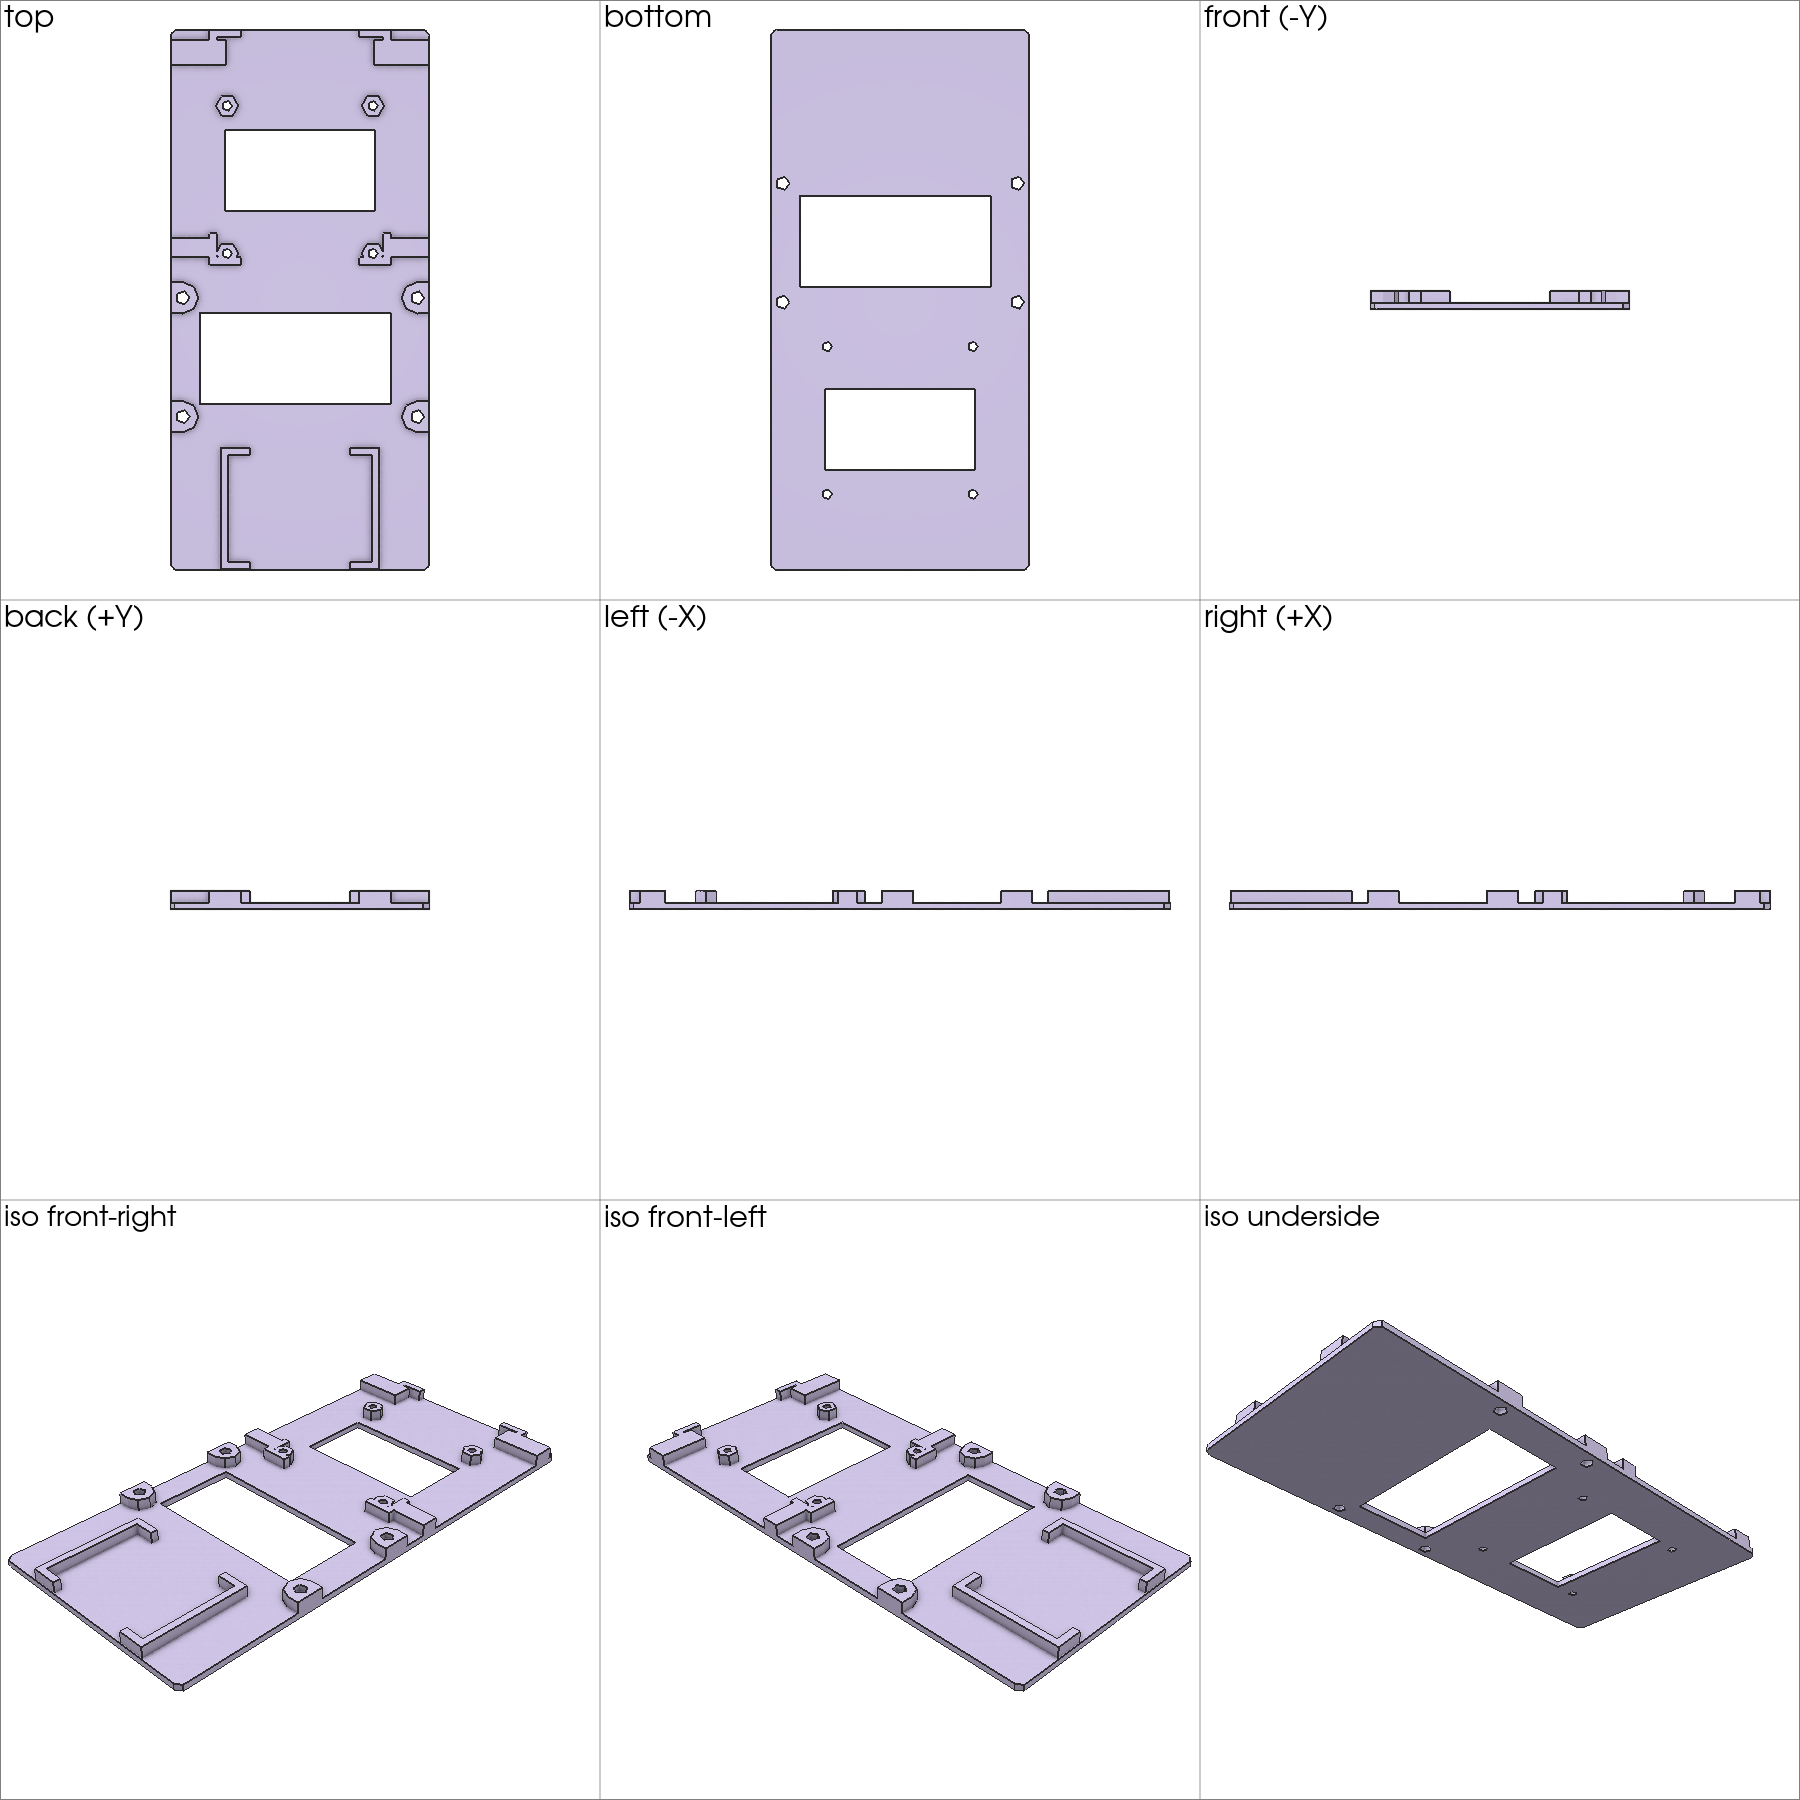 top
bottom
front (-Y)
back (+Y)
left (-X)
right (+X)
iso front-right
iso front-left
iso underside